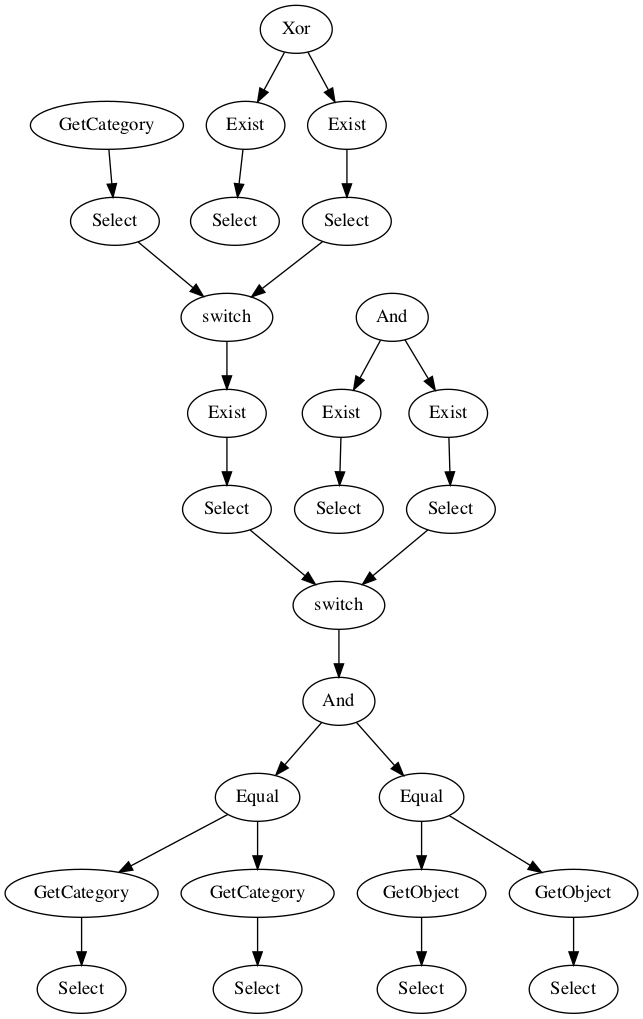 Xor
GetCategory Exist Exist
Select Select Select
switch And
Exist Exist Exist
Select Select Select
switch
And
Equal Equal
GetCategory GetCategory GetObject GetObject
Select Select Select Select